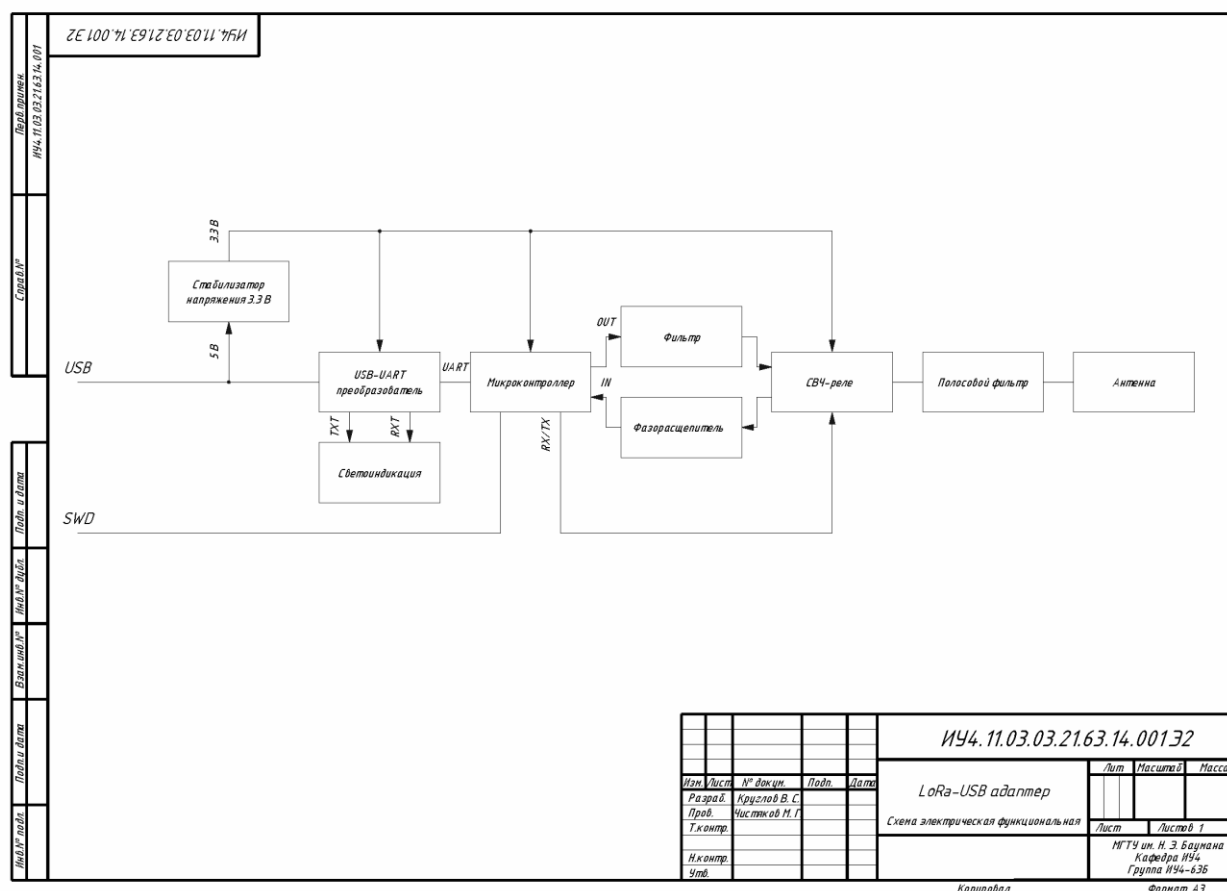 ИУ4.11.03.03.21.63.14.001 Э2
Перв.примен.
ИУ4.11.03.03.21.63.14.001
Справ.№
Подп. и дата
Инв.№ дубл.
Взам.инв.№
Подп.и дата
Инв.№ подл.
3.3 В
Стабилизатор
напряжения 3.3 В
5 В
USB
USB-UART
преобразователь
UART
Микроконтроллер
OUT
Фильтр
IN
Фазорасщепитель
СВЧ-реле
Полосовой фильтр
Антенна
TXT
RXT
RX/TX
Светоиндикация
SWD
ИУ4.11.03.03.21.63.14.001Э2
Изм. Лист № докум. Подп. Дата
Разраб. Круглов В. С.
Пров. Чистяков М. Г
Т.контр.
Н.контр.
Утв.
LoRa-USB адаптер
Схема электрическая функциональная
Лит Масштаб Масса
Лист Листов 1
МГТУ им. Н. Э. Баумана
Кафедра ИУ4
Группа ИУ4-63Б
Копировал Формат А3